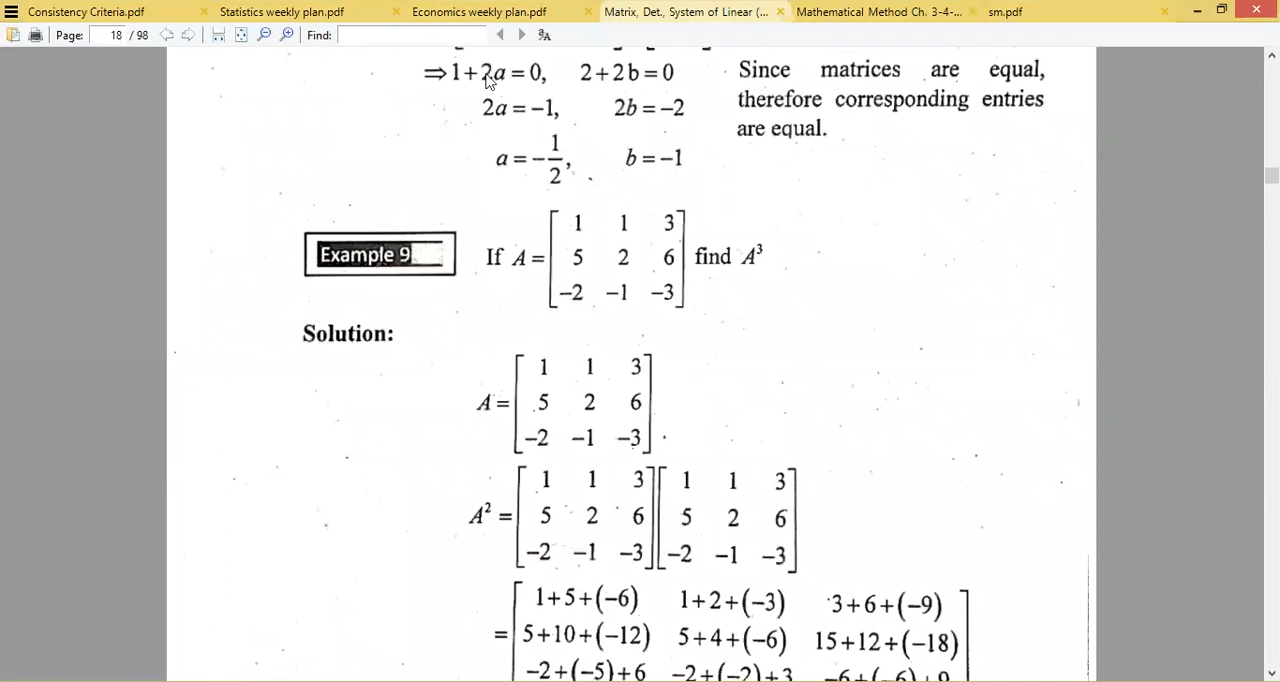 Consistency Criteria.pdf × Statistics weekly plan.pdf × Economics weekly plan.pdf × Matrix, Det., System of Linear (... × Mathematical Method Ch. 3-4-... × sm.pdf ×
Page: 18 / 98 Find:
⇒1+2a=0, 2+2b=0 Since matrices are equal,
2a=−1, 2b=−2 therefore corresponding entries
are equal.
a=−1/2, b=−1
Example 9 If A= [1 1 3; 5 2 6; −2 −1 −3] find A³
Solution:
A= [1 1 3; 5 2 6; −2 −1 −3]
A² = [1 1 3; 5 2 6; −2 −1 −3] [1 1 3; 5 2 6; −2 −1 −3]
1+5+(−6) 1+2+(−3) 3+6+(−9)
= 5+10+(−12) 5+4+(−6) 15+12+(−18)
−2+(−5)+6 −2+(−2)+3 −6+(−6)+9